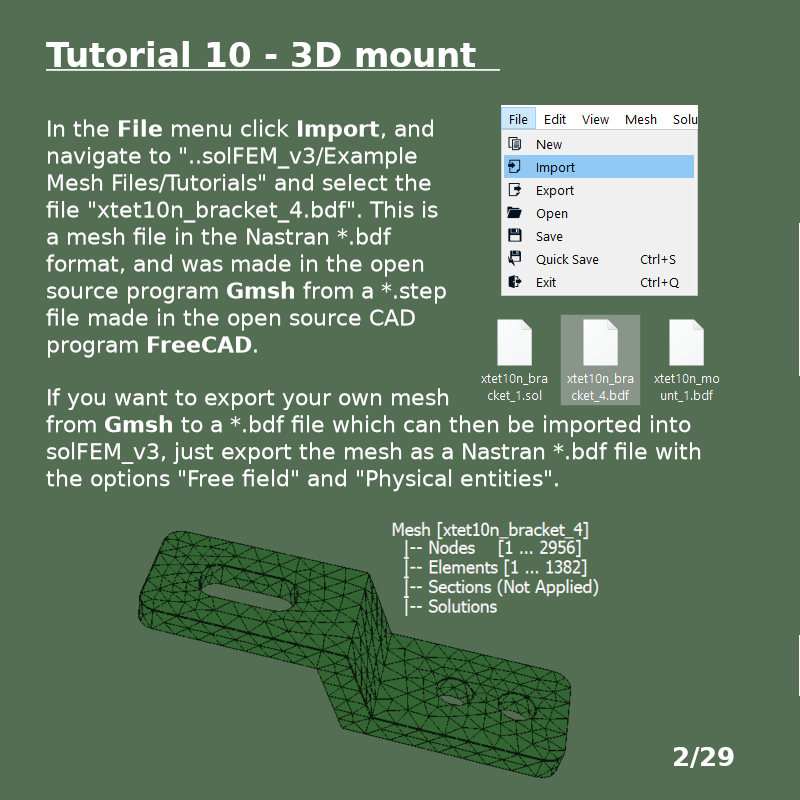 Tutorial 10 - 3D mount
In the File menu click Import, and
navigate to "..solFEM_v3/Example
Mesh Files/Tutorials" and select the
file "xtet10n_bracket_4.bdf". This is
a mesh file in the Nastran *.bdf
format, and was made in the open
source program Gmsh from a *.step
file made in the open source CAD
program FreeCAD.
File Edit View Mesh Solu
New
Import
Export
Open
Save
Quick Save Ctrl+S
Exit Ctrl+Q
xtet10n_bra
cket_1.sol
xtet10n_bra
cket_4.bdf
xtet10n_mo
unt_1.bdf
If you want to export your own mesh
from Gmsh to a *.bdf file which can then be imported into
solFEM_v3, just export the mesh as a Nastran *.bdf file with
the options "Free field" and "Physical entities".
Mesh [xtet10n_bracket_4]
|-- Nodes [1 ... 2956]
|-- Elements [1 ... 1382]
|-- Sections (Not Applied)
|-- Solutions
2/29